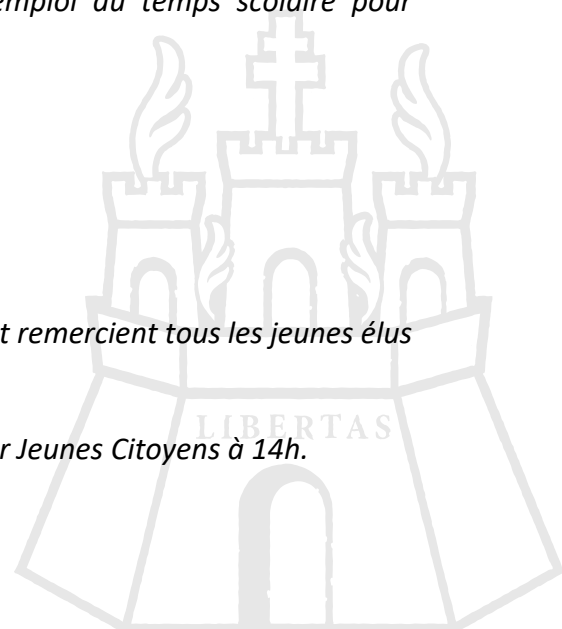 emploi du temps scolaire pour
t remercient tous les jeunes élus
LIBERTAS
r Jeunes Citoyens à 14h.